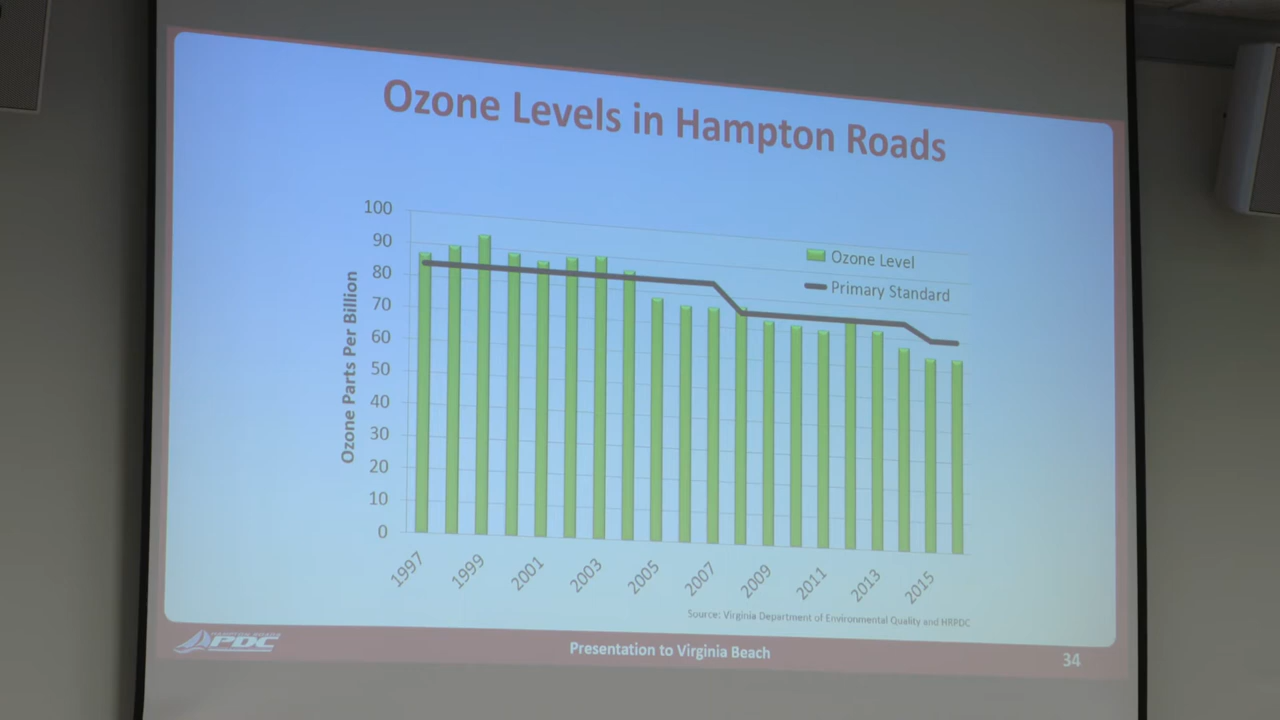 Ozone Levels in Hampton Roads
100
90
80
70
60
50
40
30
20
10
0
Ozone Parts Per Billion
Ozone Level
Primary Standard
1997
1999
2001
2003
2005
2007
2009
2011
2013
2015
Source: Virginia Department of Environmental Quality and HRPDC
HAMPTON ROADS
PDC
Presentation to Virginia Beach
34